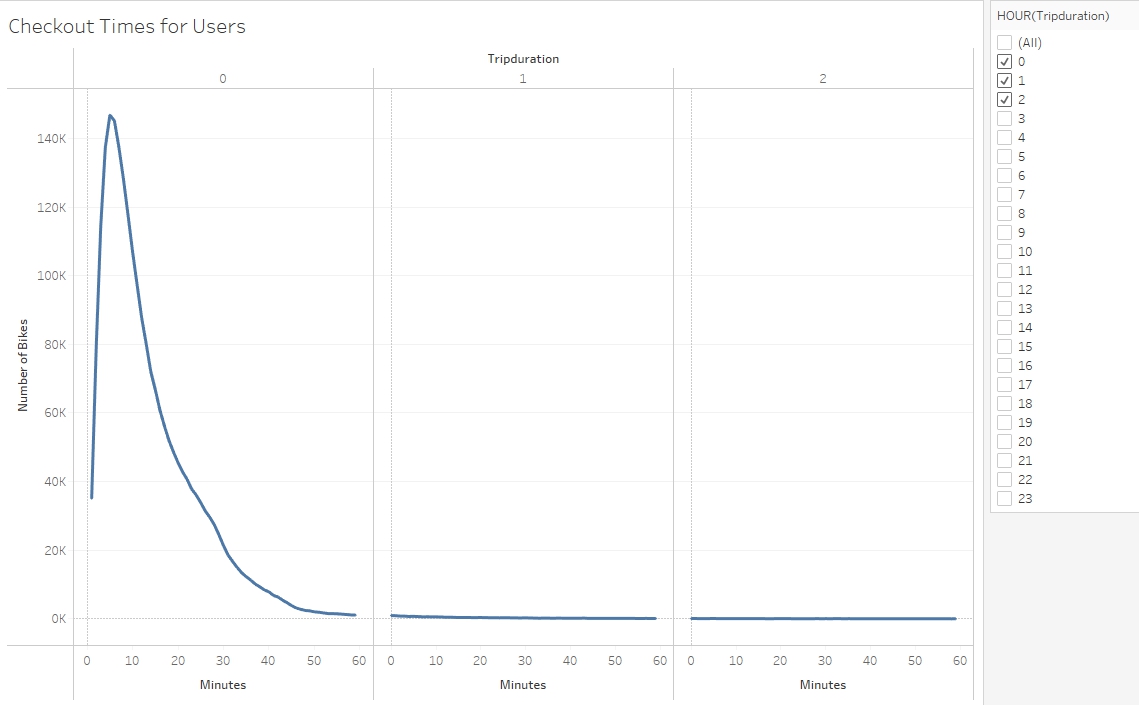 Checkout Times for Users
Tripduration
0 1 2
140K
120K
100K
80K
60K
40K
20K
0K
Number of Bikes
0 10 20 30 40 50 60 0 10 20 30 40 50 60 0 10 20 30 40 50 60
Minutes Minutes Minutes
HOUR(Tripduration)
(All)
0
1
2
3
4
5
6
7
8
9
10
11
12
13
14
15
16
17
18
19
20
21
22
23